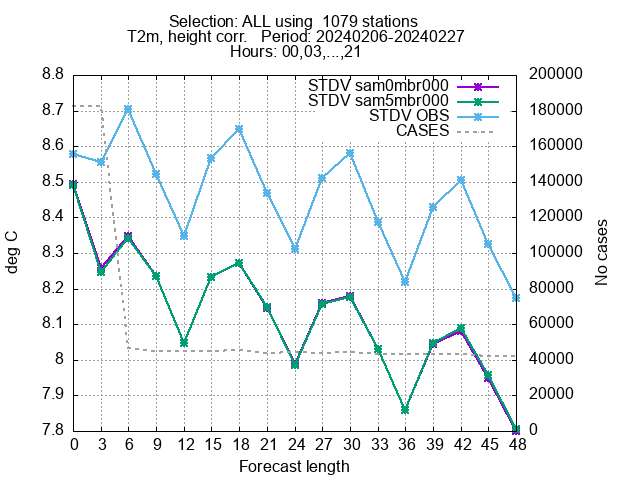 Selection: ALL using  1079 stations
T2m, height corr.   Period: 20240206-20240227
Hours: 00,03,...,21
STDV sam0mbr000
STDV sam5mbr000
STDV OBS
CASES
8.8
8.7
8.6
8.5
8.4
8.3
8.2
8.1
8
7.9
7.8
deg C
200000
180000
160000
140000
120000
100000
80000
60000
40000
20000
0
No cases
0 3 6 9 12 15 18 21 24 27 30 33 36 39 42 45 48
Forecast length